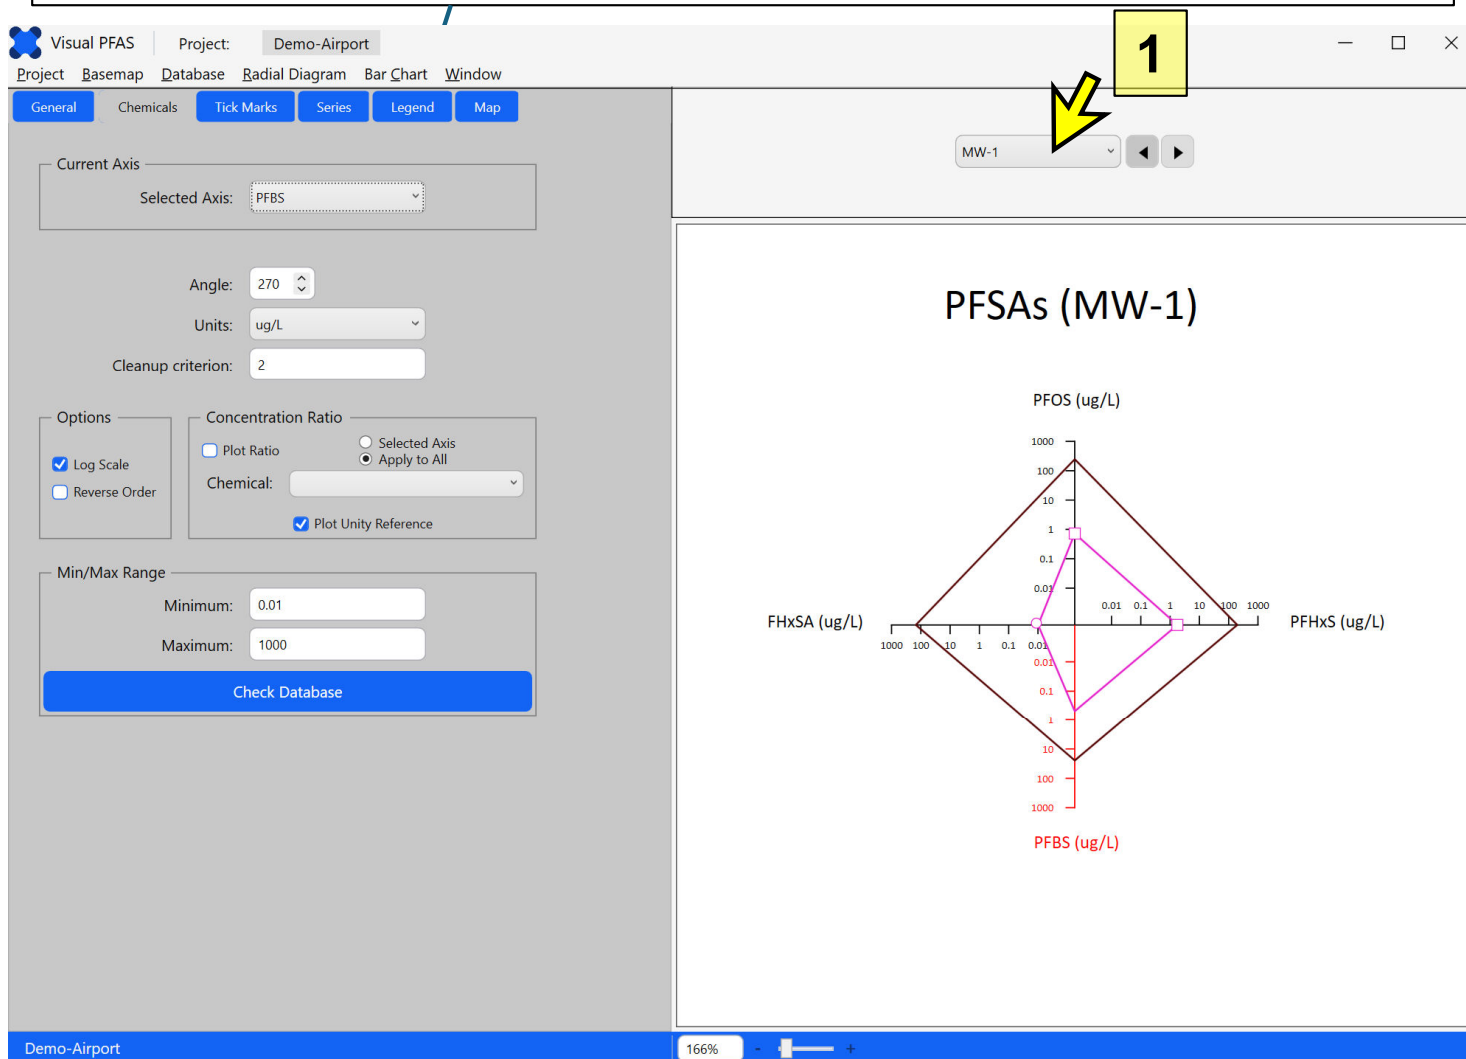 1
Visual PFAS Project: Demo-Airport
Project Basemap Database Radial Diagram Bar Chart Window
General Chemicals Tick Marks Series Legend Map
Current Axis
Selected Axis: PFBS
Angle: 270
Units: ug/L
Cleanup criterion: 2
Options
Log Scale
Reverse Order
Concentration Ratio
Plot Ratio
Selected Axis
Apply to All
Chemical:
Plot Unity Reference
Min/Max Range
Minimum: 0.01
Maximum: 1000
Check Database
MW-1
PFSAs (MW-1)
PFOS (ug/L)
1000
100
10
1
0.1
0.01
0.01 0.1 1 10 100 1000
FHxSA (ug/L)
PFHxS (ug/L)
1000 100 10 1 0.1 0.01
0.01
0.1
1
10
100
1000
PFBS (ug/L)
Demo-Airport
166% - +